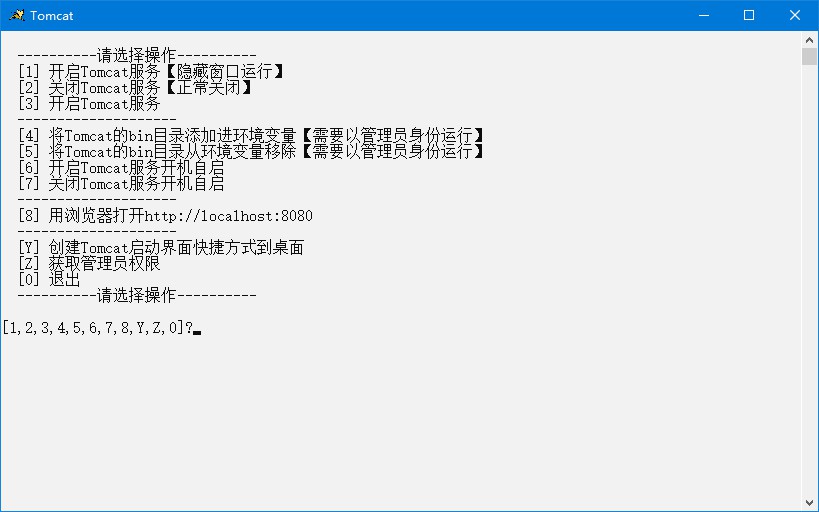 Tomcat
----------请选择操作----------
[1] 开启Tomcat服务【隐藏窗口运行】
[2] 关闭Tomcat服务【正常关闭】
[3] 开启Tomcat服务
--------------------
[4] 将Tomcat的bin目录添加进环境变量【需要以管理员身份运行】
[5] 将Tomcat的bin目录从环境变量移除【需要以管理员身份运行】
[6] 开启Tomcat服务开机自启
[7] 关闭Tomcat服务开机自启
--------------------
[8] 用浏览器打开http://localhost:8080
--------------------
[Y] 创建Tomcat启动界面快捷方式到桌面
[Z] 获取管理员权限
[0] 退出
----------请选择操作----------
[1,2,3,4,5,6,7,8,Y,Z,0]?